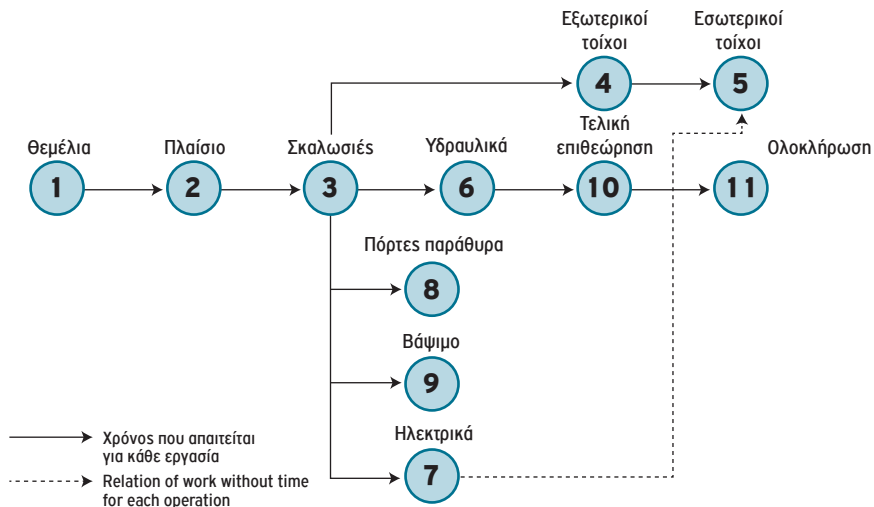 Εξωτερικοί
τοίχοι
4
Εσωτερικοί
τοίχοι
5
Θεμέλια
1
Πλαίσιο
2
Σκαλωσιές
3
Υδραυλικά
6
Τελική
επιθεώρηση
10
Ολοκλήρωση
11
Πόρτες παράθυρα
8
Βάψιμο
9
Ηλεκτρικά
7
Χρόνος που απαιτείται
για κάθε εργασία
Relation of work without time
for each operation